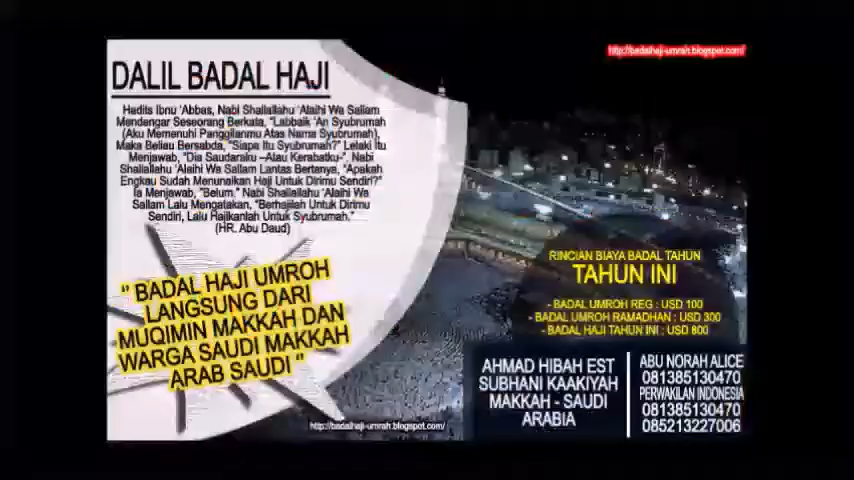 http://badalhaji-umrah.blogspot.com/
DALIL BADAL HAJI
Hadits Ibnu 'Abbas, Nabi Shallallahu 'Alaihi Wa Sallam
Mendengar Seseorang Berkata, "Labbaik 'An Syubrumah
(Aku Memenuhi Panggilanmu Atas Nama Syubrumah),
Maka Beliau Bersabda, "Siapa Itu Syubrumah?" Lelaki Itu
Menjawab, "Dia Saudaraku –Atau Kerabatku-", Nabi
Shallallahu 'Alaihi Wa Sallam Lantas Bertanya, "Apakah
Engkau Sudah Menunaikan Haji Untuk Dirimu Sendiri?"
Ia Menjawab, "Belum." Nabi Shallallahu 'Alaihi Wa
Sallam Lalu Mengatakan, "Berhajilah Untuk Dirimu
Sendiri, Lalu Hajikanlah Untuk Syubrumah."
(HR. Abu Daud)
" BADAL HAJI UMROH
LANGSUNG DARI
MUQIMIN MAKKAH DAN
WARGA SAUDI MAKKAH
ARAB SAUDI "
RINCIAN BIAYA BADAL TAHUN
TAHUN INI
- BADAL UMROH REG : USD 100
- BADAL UMROH RAMADHAN : USD 300
- BADAL HAJI TAHUN INI : USD 800
AHMAD HIBAH EST
SUBHANI KAAKIYAH
MAKKAH - SAUDI
ARABIA
ABU NORAH ALICE
081385130470
PERWAKILAN INDONESIA
081385130470
085213227006
http://badalhaji-umrah.blogspot.com/